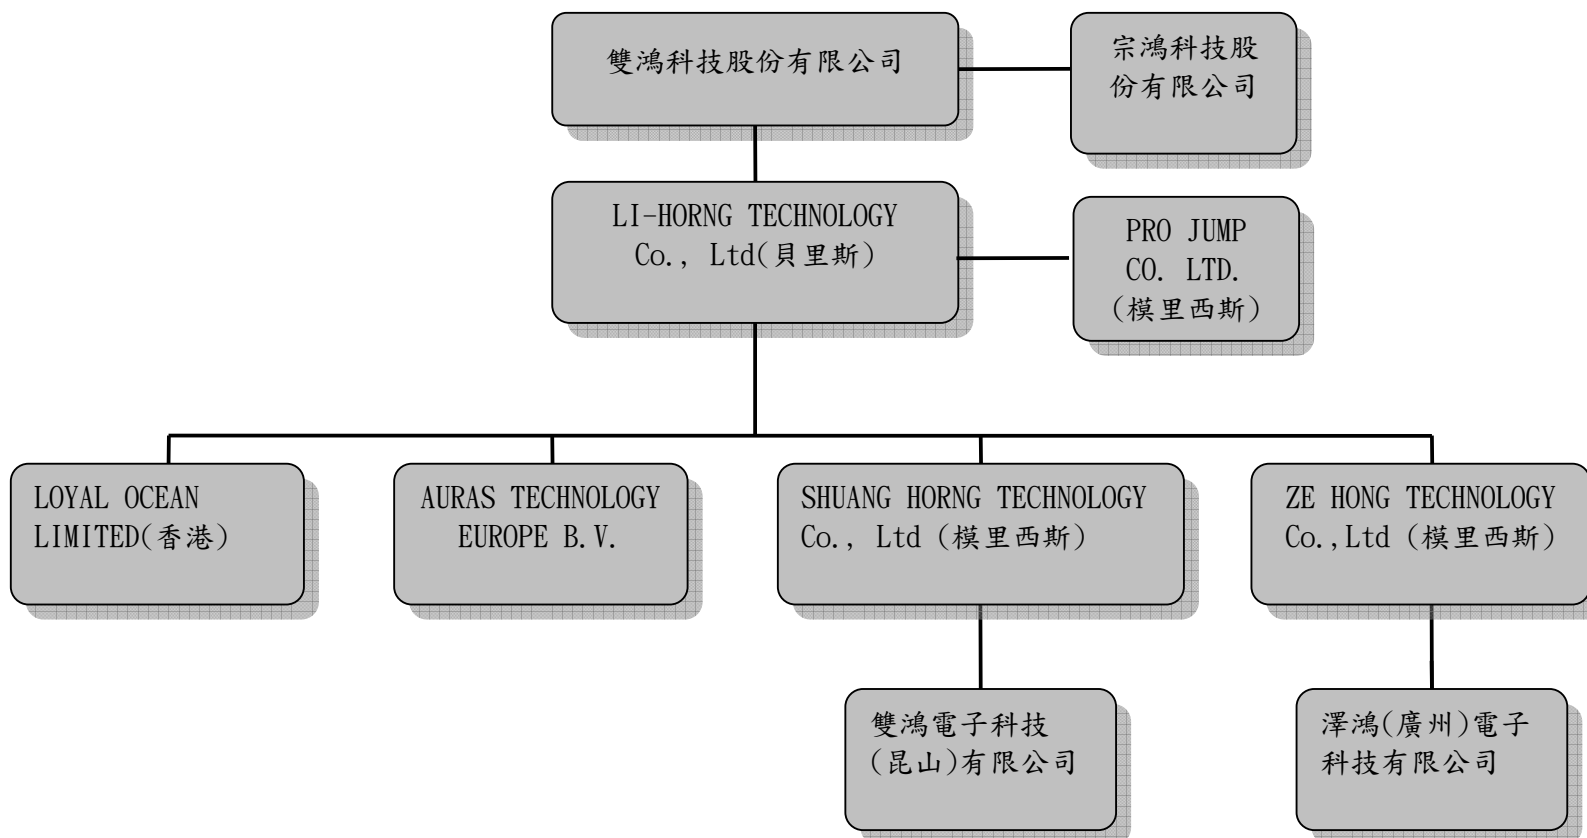 雙鴻科技股份有限公司
宗鴻科技股
份有限公司
LI-HORNG TECHNOLOGY
Co., Ltd(貝里斯)
PRO JUMP
CO. LTD.
(模里西斯)
LOYAL OCEAN
LIMITED(香港)
AURAS TECHNOLOGY
EUROPE B.V.
SHUANG HORNG TECHNOLOGY
Co., Ltd (模里西斯)
ZE HONG TECHNOLOGY
Co.,Ltd (模里西斯)
雙鴻電子科技
(昆山)有限公司
澤鴻(廣州)電子
科技有限公司